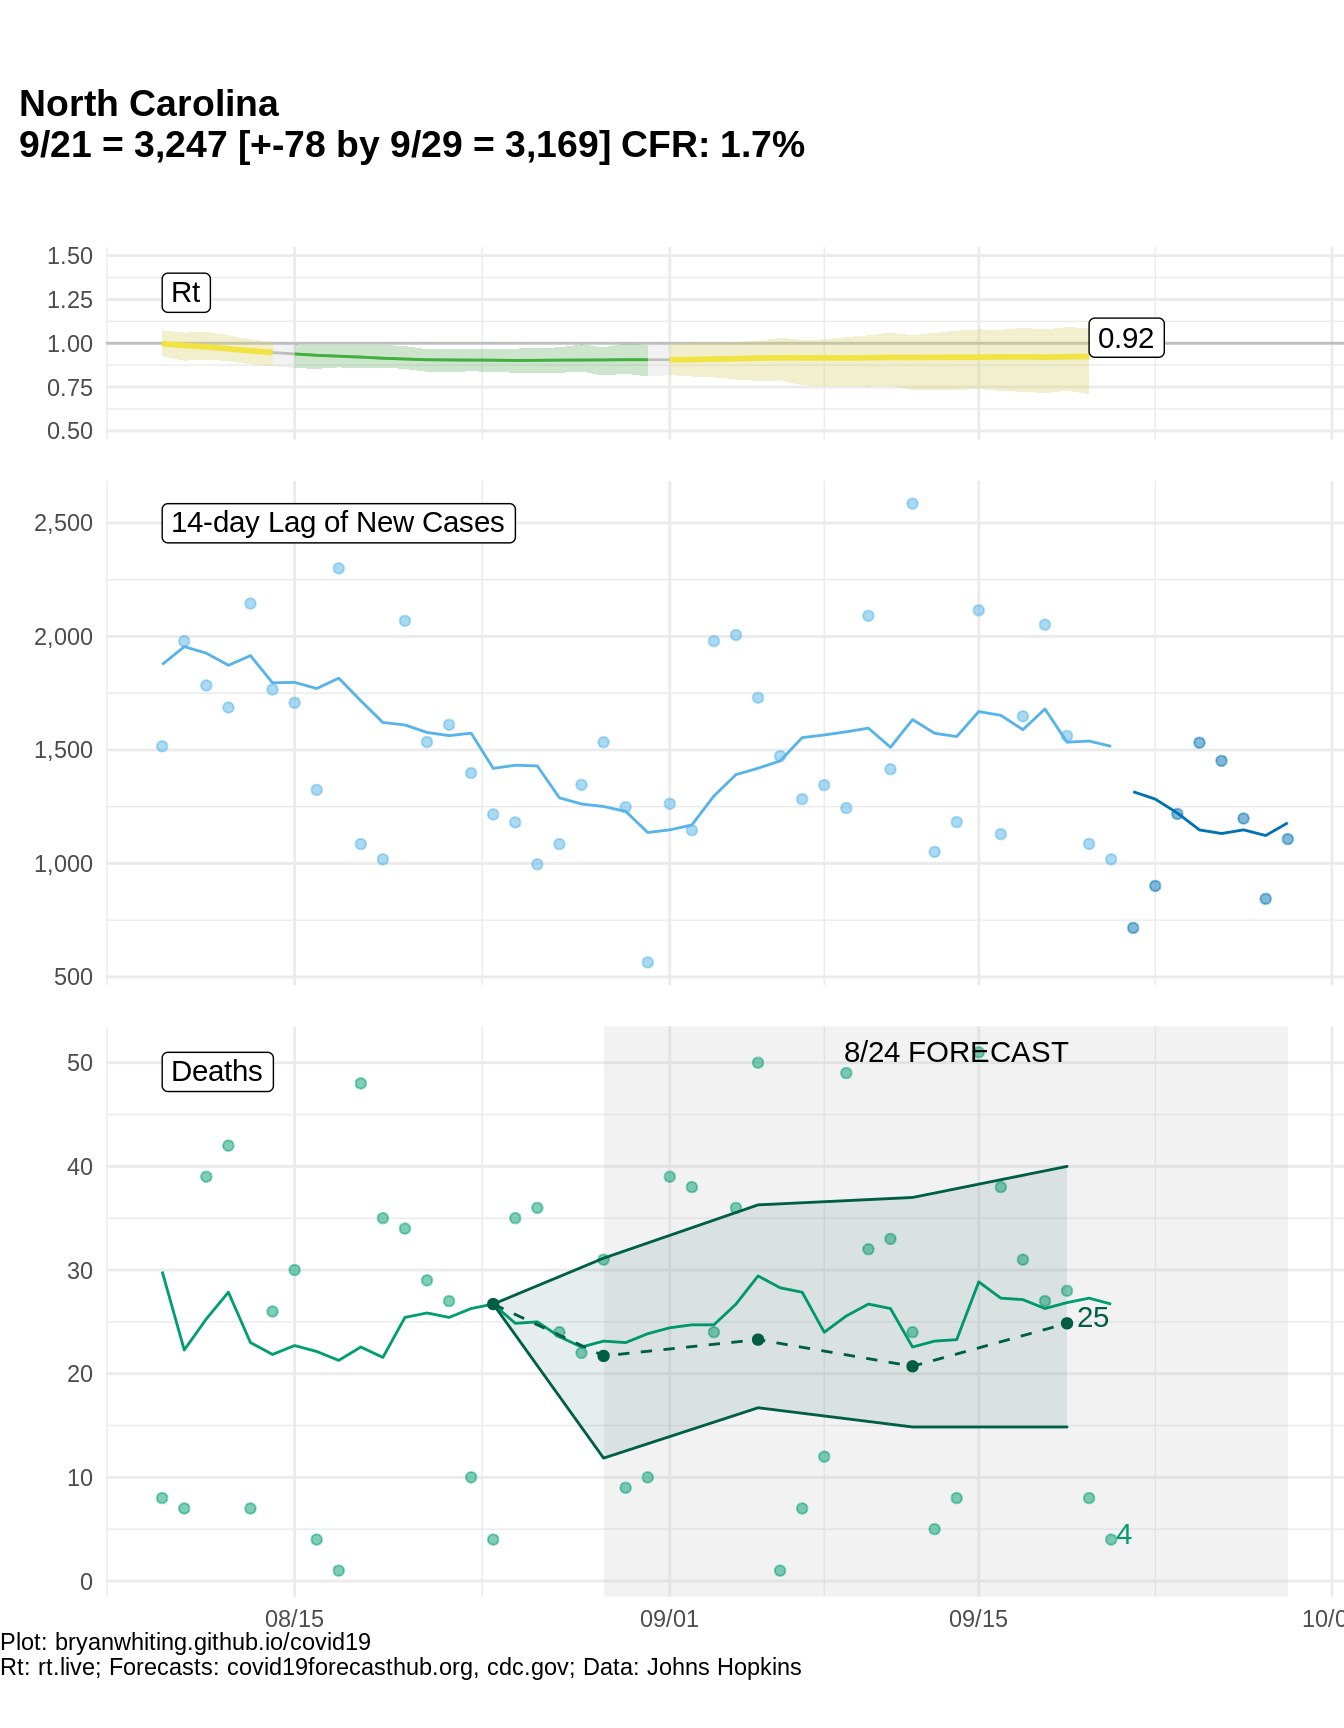 North Carolina
9/21 = 3,247 [+-78 by 9/29 = 3,169] CFR: 1.7%
1.50
Rt
1.25
1.00
0.92
0.75
0.50
14-day Lag of New Cases
2,500
2,000
1,500
1,000
500
8/24 FORECAST
Deaths
50
40
30
25
20
10
4
0
08/15
09/01
09/15
10/0
Plot: bryanwhiting.github.io/covid19
Rt: rt.live; Forecasts: covid19forecasthub.org, cdc.gov; Data: Johns Hopkins